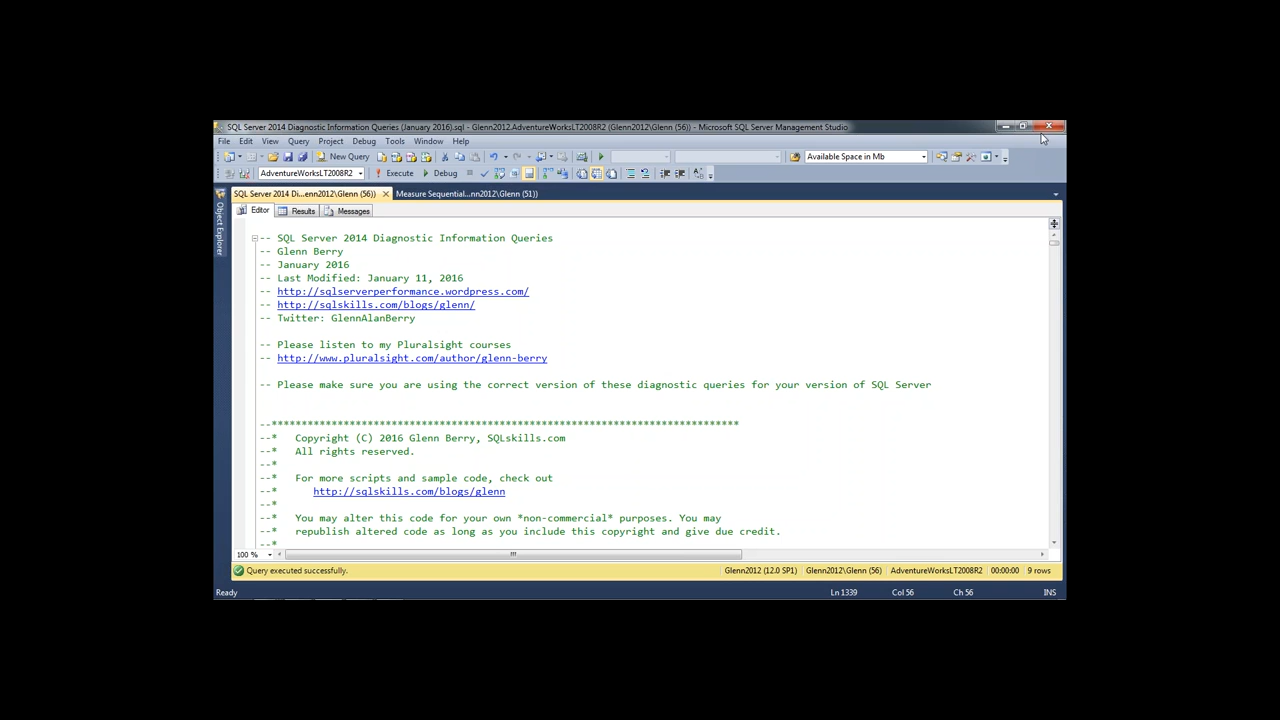 SQL Server 2014 Diagnostic Information Queries (January 2016).sql - Glenn2012.AdventureWorksLT2008R2 (Glenn2012\Glenn (56)) - Microsoft SQL Server Management Studio
File Edit View Query Project Debug Tools Window Help
New Query Available Space in Mb
AdventureWorksLT2008R2 Execute Debug
SQL Server 2014 Di...enn2012\Glenn (56)) Measure Sequential...nn2012\Glenn (51))
Object Explorer
Editor Results Messages
-- SQL Server 2014 Diagnostic Information Queries
-- Glenn Berry
-- January 2016
-- Last Modified: January 11, 2016
-- http://sqlserverperformance.wordpress.com/
-- http://sqlskills.com/blogs/glenn/
-- Twitter: GlennAlanBerry
-- Please listen to my Pluralsight courses
-- http://www.pluralsight.com/author/glenn-berry
-- Please make sure you are using the correct version of these diagnostic queries for your version of SQL Server
--******************************************************************************
--* Copyright (C) 2016 Glenn Berry, SQLskills.com
--* All rights reserved.
--*
--* For more scripts and sample code, check out
--* http://sqlskills.com/blogs/glenn
--*
--* You may alter this code for your own *non-commercial* purposes. You may
--* republish altered code as long as you include this copyright and give due credit.
--*
100 %
Query executed successfully. Glenn2012 (12.0 SP1) Glenn2012\Glenn (56) AdventureWorksLT2008R2 00:00:00 9 rows
Ready Ln 1339 Col 56 Ch 56 INS